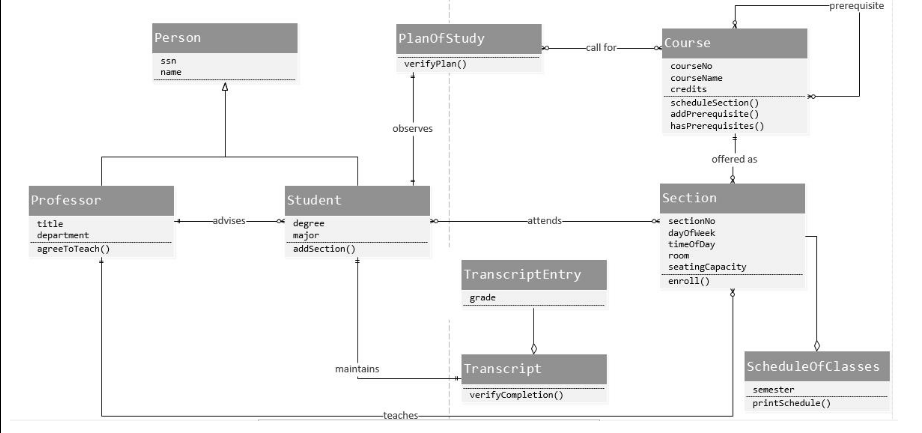 prerequisite
Person
ssn
name
PlanOfStudy
verifyPlan()
call for
Course
courseNo
courseName
credits
scheduleSection()
addPrerequisite()
hasPrerequisites()
observes
offered as
Professor
title
department
agreeToTeach()
advises
Student
degree
major
addSection()
attends
Section
sectionNo
dayOfWeek
timeOfDay
room
seatingCapacity
enroll()
TranscriptEntry
grade
maintains
Transcript
verifyCompletion()
ScheduleOfClasses
semester
printSchedule()
teaches